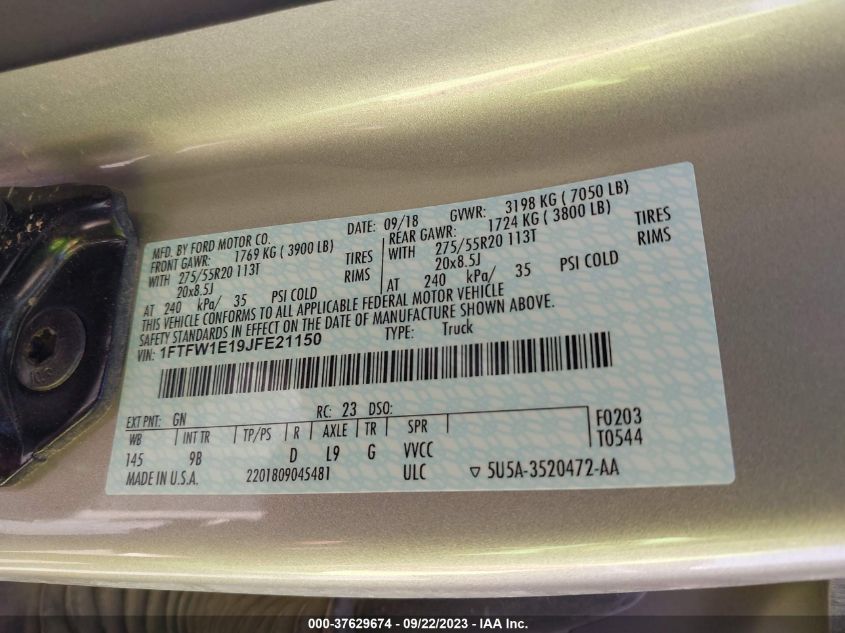 MFD. BY FORD MOTOR CO. DATE: 09/18 GVWR: 3198 KG ( 7050 LB)
FRONT GAWR: 1769 KG ( 3900 LB) REAR GAWR: 1724 KG ( 3800 LB)
WITH 275/55R20 113T TIRES WITH 275/55R20 113T TIRES
20x8.5J RIMS 20x8.5J RIMS
AT 240 kPa/ 35 PSI COLD AT 240 kPa/ 35 PSI COLD
THIS VEHICLE CONFORMS TO ALL APPLICABLE FEDERAL MOTOR VEHICLE
SAFETY STANDARDS IN EFFECT ON THE DATE OF MANUFACTURE SHOWN ABOVE.
VIN: 1FTFW1E19JFE21150 TYPE: Truck
EXT PNT: GN RC: 23 DSO:
WB INT TR TP/PS R AXLE TR SPR F0203
145 9B D L9 G VVCC T0544
MADE IN U.S.A. 2201809045481 ULC ▽ 5U5A-3520472-AA
000-37629674 - 09/22/2023 - IAA Inc.